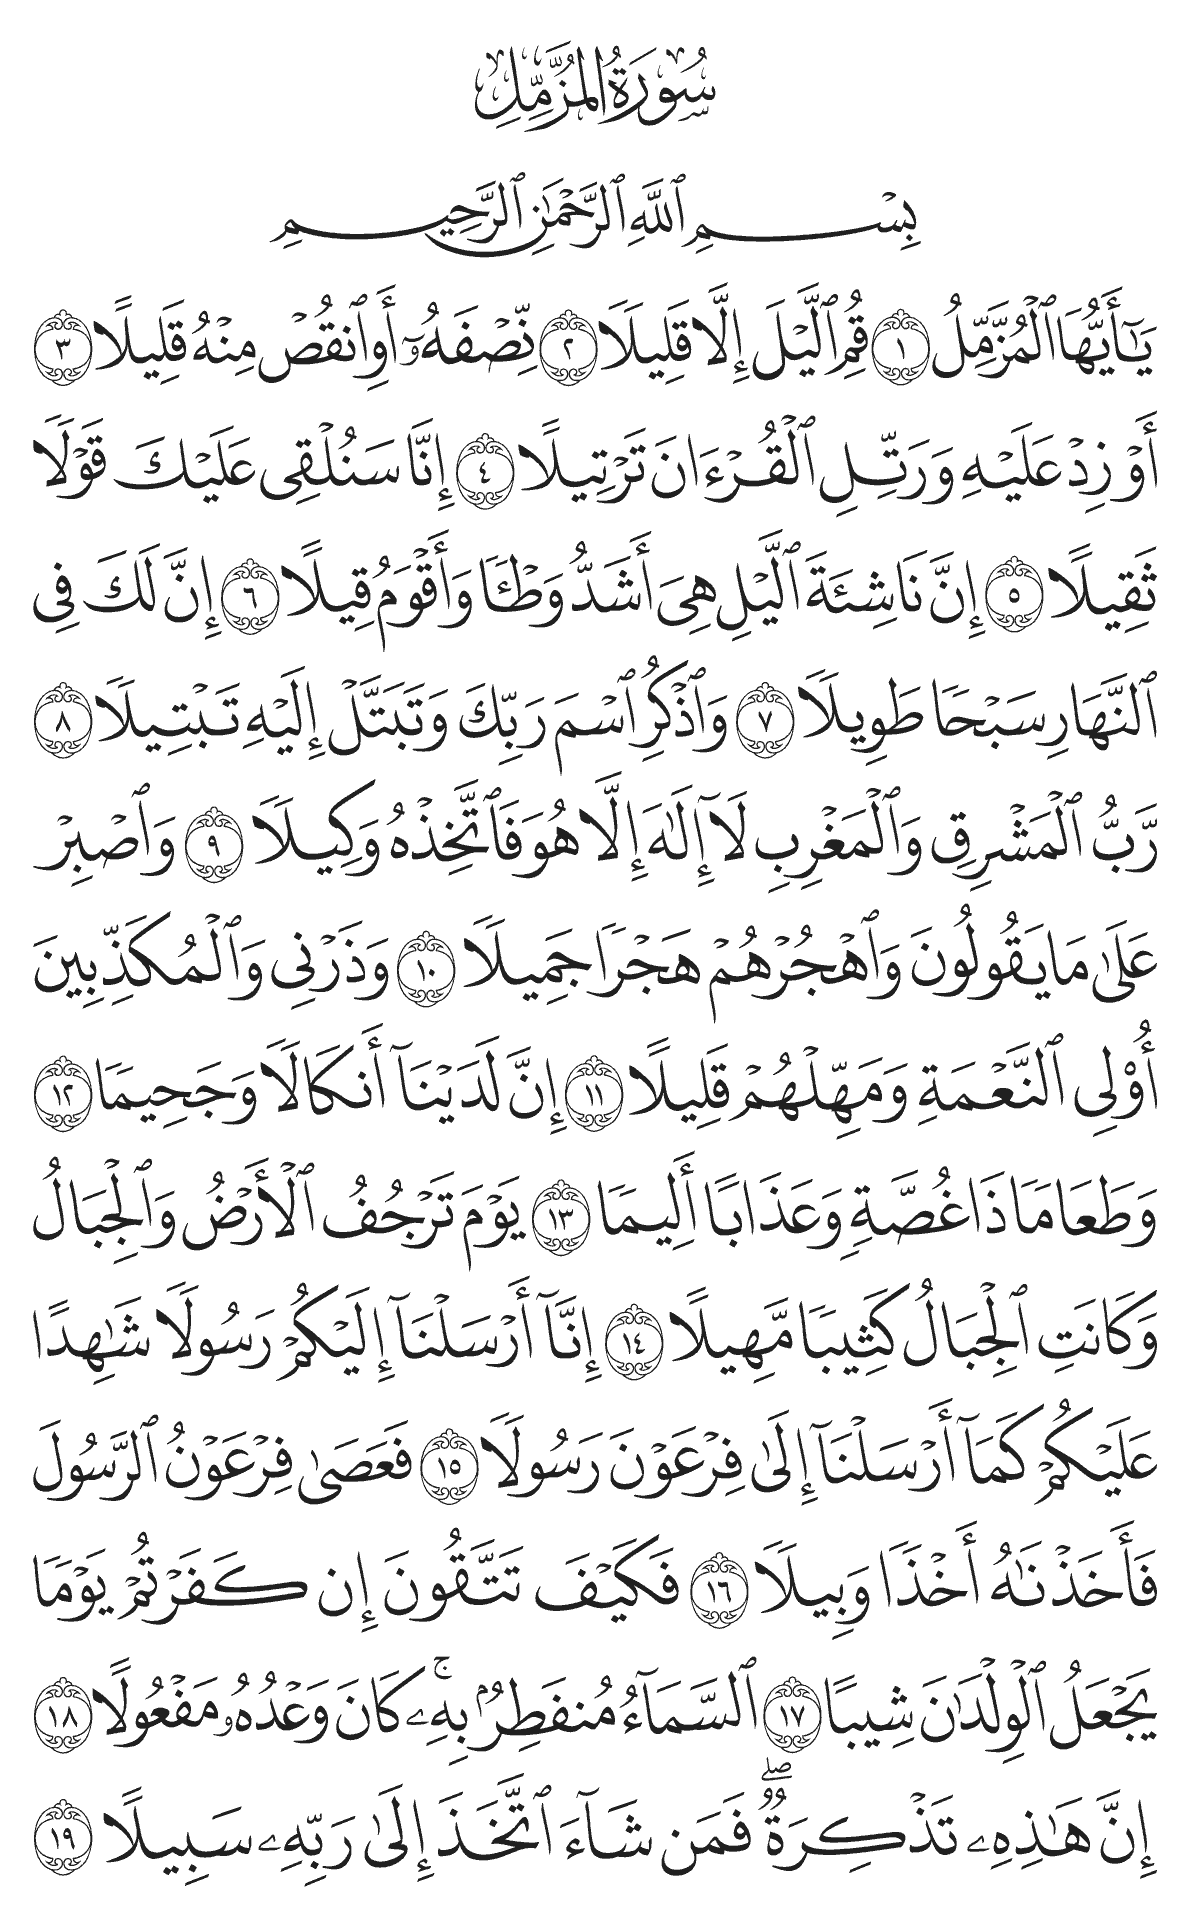 سُورَةُ المُزَّمِّلِ
بِسْمِ ٱللَّهِ ٱلرَّحْمَٰنِ ٱلرَّحِيمِ
يَٰٓأَيُّهَا ٱلْمُزَّمِّلُ ١ قُمِ ٱلَّيْلَ إِلَّا قَلِيلًا ٢ نِّصْفَهُۥٓ أَوِ ٱنقُصْ مِنْهُ قَلِيلًا ٣
أَوْ زِدْ عَلَيْهِ وَرَتِّلِ ٱلْقُرْءَانَ تَرْتِيلًا ٤ إِنَّا سَنُلْقِى عَلَيْكَ قَوْلًا
ثَقِيلًا ٥ إِنَّ نَاشِئَةَ ٱلَّيْلِ هِىَ أَشَدُّ وَطْـًٔا وَأَقْوَمُ قِيلًا ٦ إِنَّ لَكَ فِى
ٱلنَّهَارِ سَبْحًا طَوِيلًا ٧ وَٱذْكُرِ ٱسْمَ رَبِّكَ وَتَبَتَّلْ إِلَيْهِ تَبْتِيلًا ٨
رَّبُّ ٱلْمَشْرِقِ وَٱلْمَغْرِبِ لَآ إِلَٰهَ إِلَّا هُوَ فَٱتَّخِذْهُ وَكِيلًا ٩ وَٱصْبِرْ
عَلَىٰ مَا يَقُولُونَ وَٱهْجُرْهُمْ هَجْرًا جَمِيلًا ١٠ وَذَرْنِى وَٱلْمُكَذِّبِينَ
أُو۟لِى ٱلنَّعْمَةِ وَمَهِّلْهُمْ قَلِيلًا ١١ إِنَّ لَدَيْنَآ أَنكَالًا وَجَحِيمًا ١٢
وَطَعَامًا ذَا غُصَّةٍ وَعَذَابًا أَلِيمًا ١٣ يَوْمَ تَرْجُفُ ٱلْأَرْضُ وَٱلْجِبَالُ
وَكَانَتِ ٱلْجِبَالُ كَثِيبًا مَّهِيلًا ١٤ إِنَّآ أَرْسَلْنَآ إِلَيْكُمْ رَسُولًا شَٰهِدًا
عَلَيْكُمْ كَمَآ أَرْسَلْنَآ إِلَىٰ فِرْعَوْنَ رَسُولًا ١٥ فَعَصَىٰ فِرْعَوْنُ ٱلرَّسُولَ
فَأَخَذْنَٰهُ أَخْذًا وَبِيلًا ١٦ فَكَيْفَ تَتَّقُونَ إِن كَفَرْتُمْ يَوْمًا
يَجْعَلُ ٱلْوِلْدَٰنَ شِيبًا ١٧ ٱلسَّمَآءُ مُنفَطِرٌۢ بِهِۦ ۚ كَانَ وَعْدُهُۥ مَفْعُولًا ١٨
إِنَّ هَٰذِهِۦ تَذْكِرَةٌ ۖ فَمَن شَآءَ ٱتَّخَذَ إِلَىٰ رَبِّهِۦ سَبِيلًا ١٩